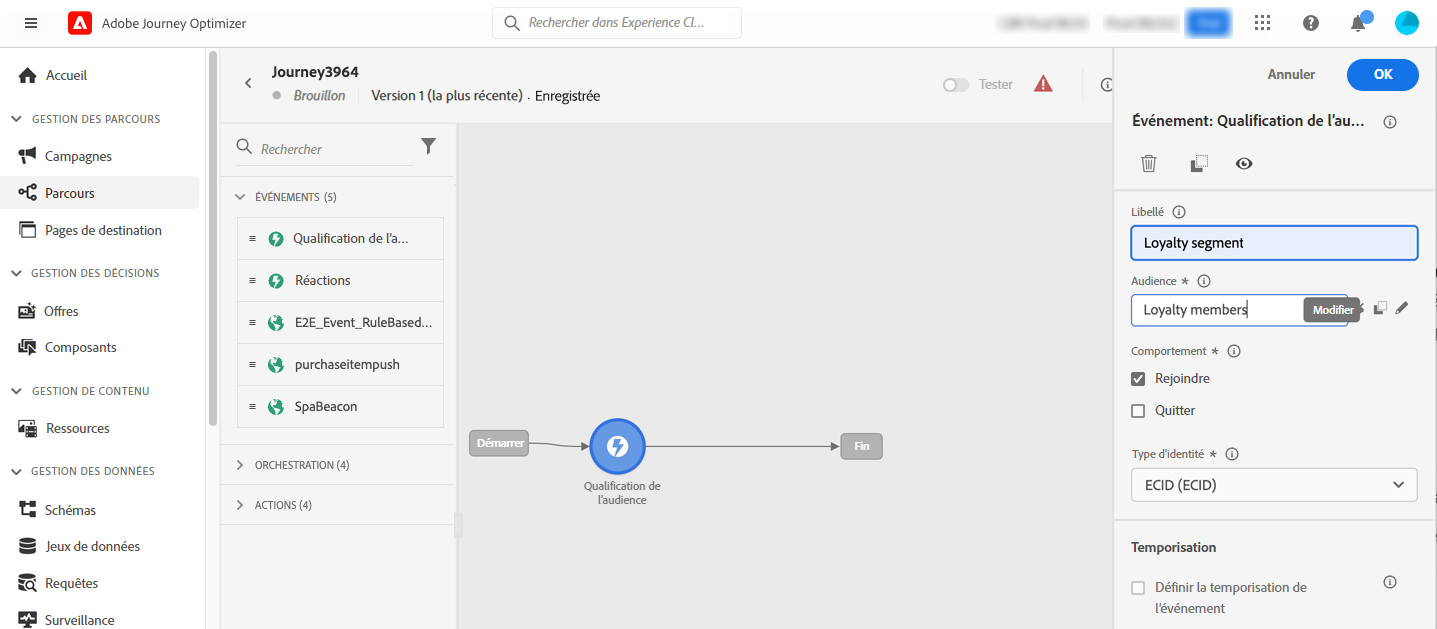 Adobe Journey Optimizer
Rechercher dans Experience Cl...
Accueil
GESTION DES PARCOURS
Campagnes
Parcours
Pages de destination
GESTION DES DÉCISIONS
Offres
Composants
GESTION DE CONTENU
Ressources
GESTION DES DONNÉES
Schémas
Jeux de données
Requêtes
Surveillance
Journey3964
Brouillon
Version 1 (la plus récente) . Enregistrée
Tester
Rechercher
ÉVÉNEMENTS (5)
Qualification de l'a...
Réactions
E2E_Event_RuleBased...
purchaseitempush
SpaBeacon
ORCHESTRATION (4)
ACTIONS (4)
Démarrer
Qualification de
l'audience
Fin
Annuler
OK
Événement: Qualification de l'au...
Libellé
Loyalty segment
Audience *
Loyalty members
Modifier
Comportement *
Rejoindre
Quitter
Type d'identité *
ECID (ECID)
Temporisation
Définir la temporisation de
l'événement